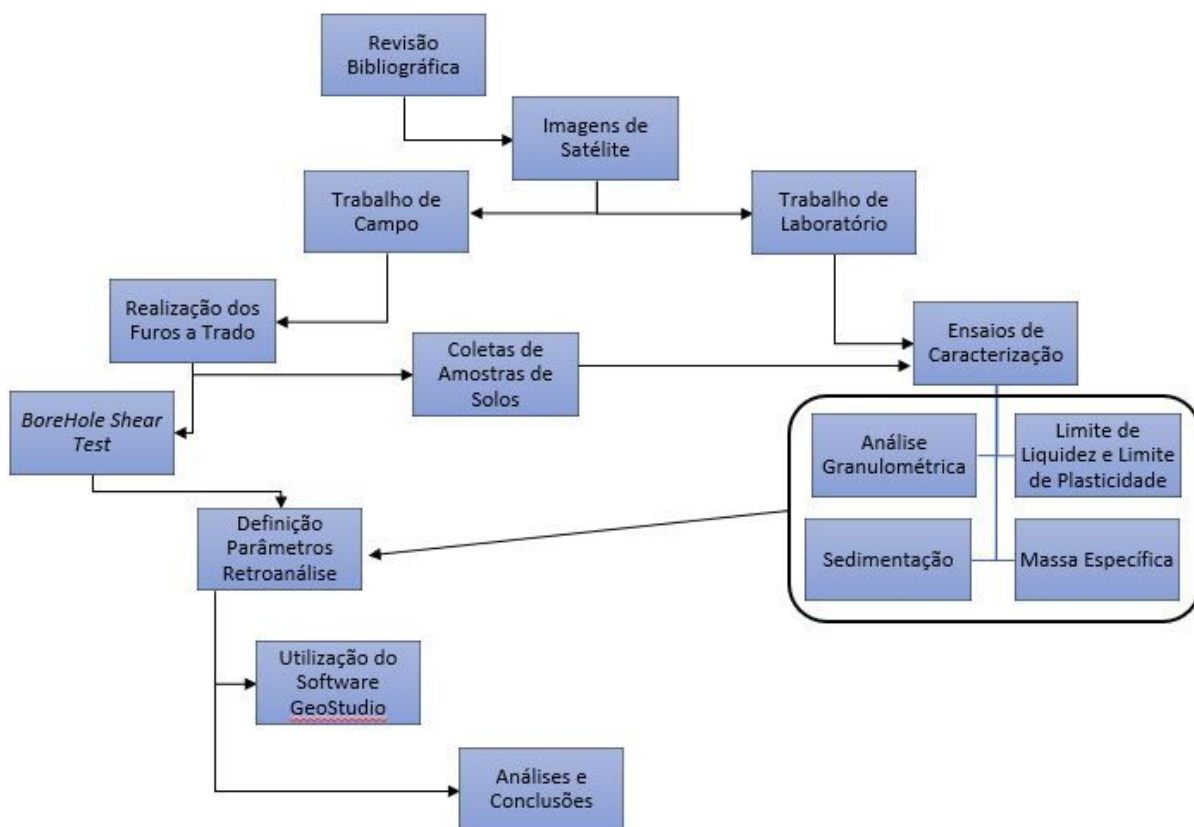 Revisão
Bibliográfica
Imagens de
Satélite
Trabalho de
Campo
Trabalho de
Laboratório
Realização dos
Furos a Trado
Coletas de
Amostras de
Solos
Ensaios de
Caracterização
BoreHole Shear
Test
Análise
Granulométrica
Limite de
Liquidez e Limite
de Plasticidade
Definição
Parâmetros
Retroanálise
Sedimentação
Massa Específica
Utilização do
Software
GeoStudio
Análises e
Conclusões